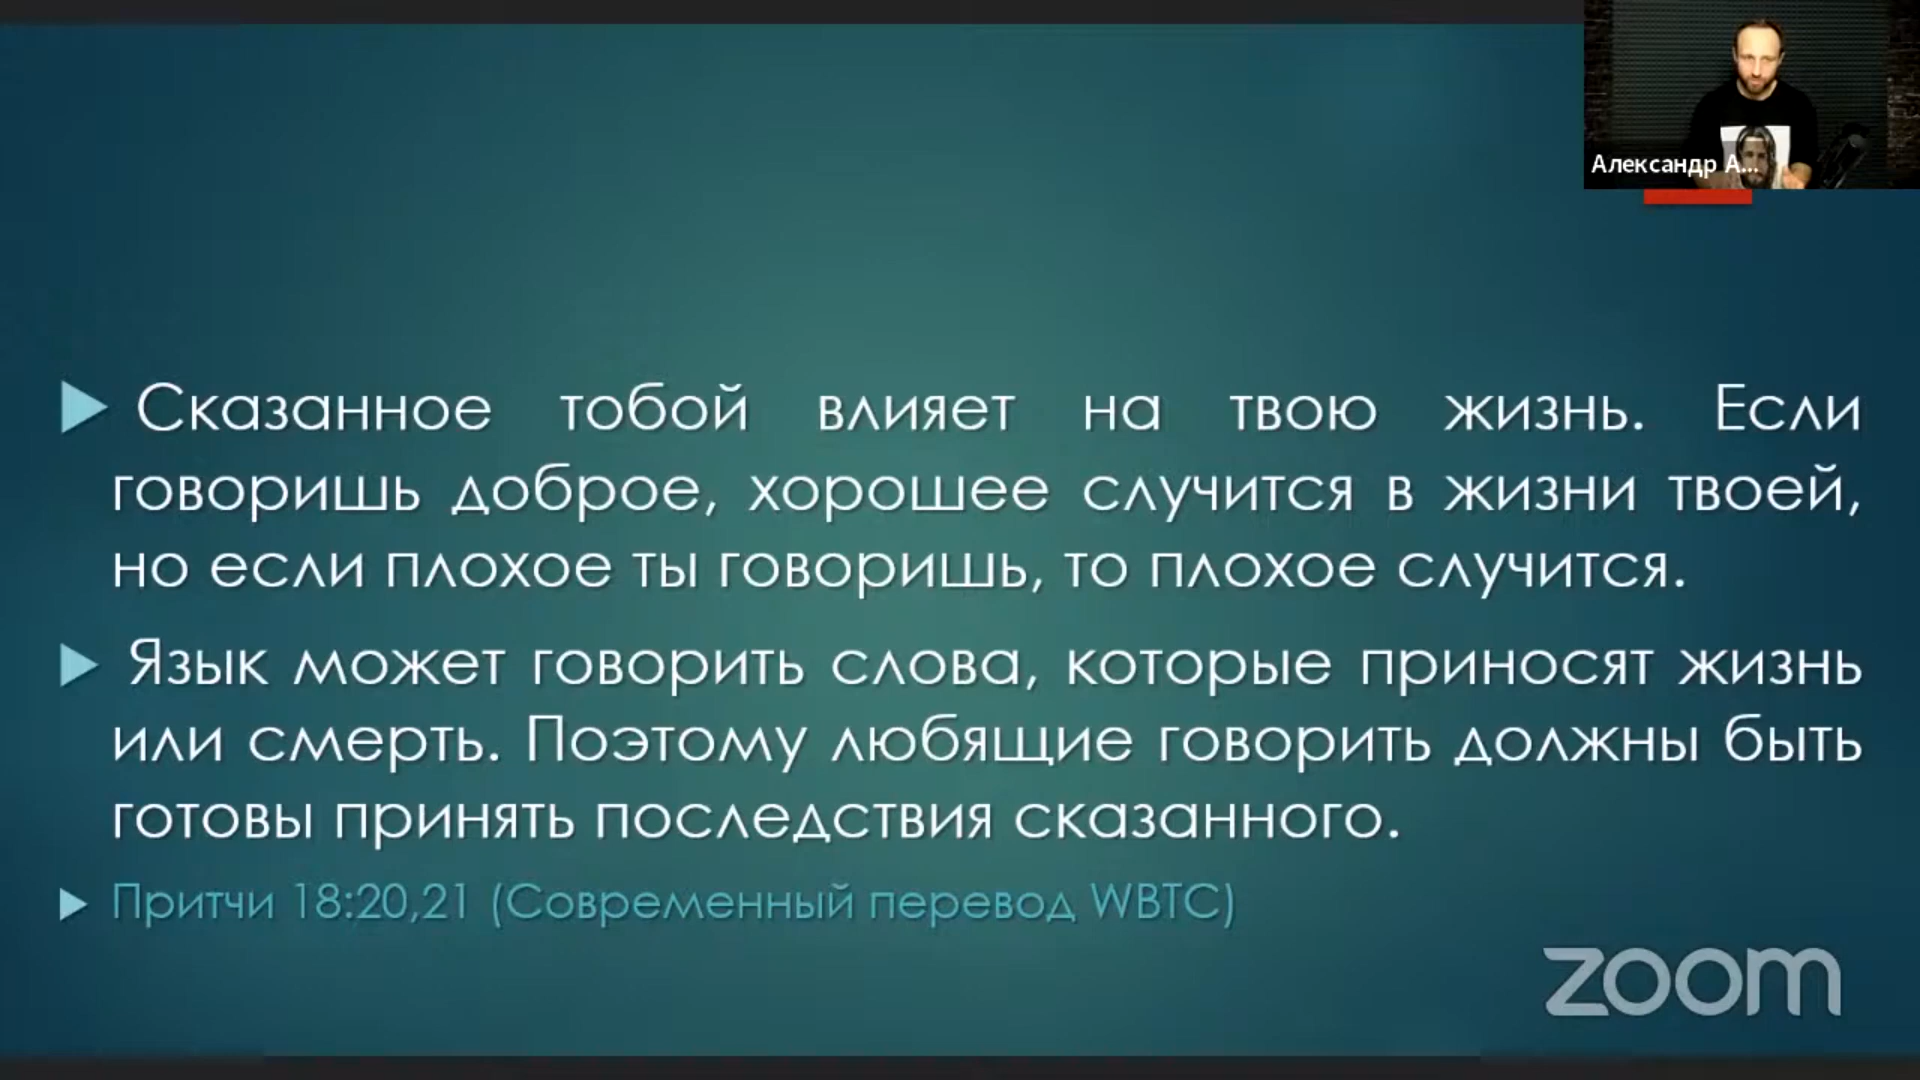 Александр А...
Сказанное тобой влияет на твою жизнь. Если
говоришь доброе, хорошее случится в жизни твоей,
но если плохое ты говоришь, то плохое случится.
Язык может говорить слова, которые приносят жизнь
или смерть. Поэтому любящие говорить должны быть
готовы принять последствия сказанного.
Притчи 18:20,21 (Современный перевод WBTC)
zoom